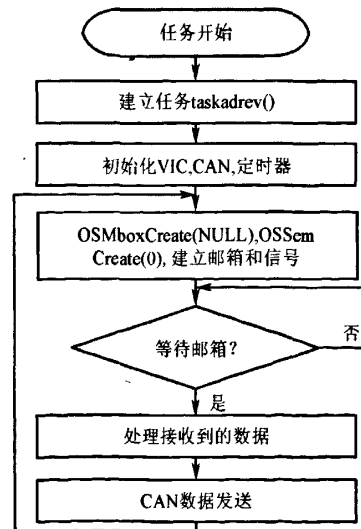 任务开始
建立任务taskadrev()
初始化VIC,CAN,定时器
OSMboxCreate(NULL),OSSem
Create(0), 建立邮箱和信号
等待邮箱?
否
是
处理接收到的数据
CAN数据发送